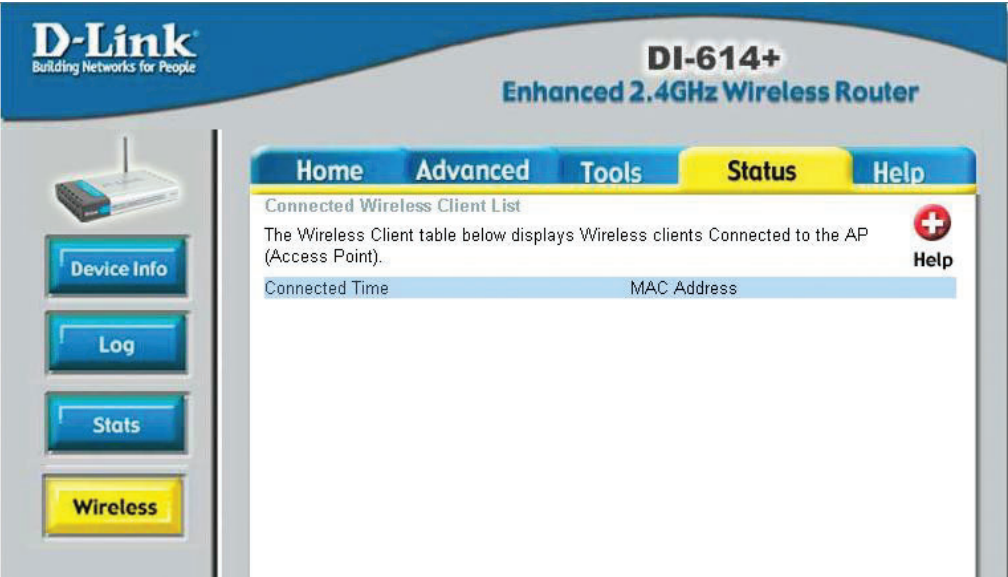 D-Link
Building Networks for People
DI-614+
Enhanced 2.4GHz Wireless Router
Home
Advanced
Tools
Status
Help
Device Info
Log
Stats
Wireless
Connected Wireless Client List
The Wireless Client table below displays Wireless clients Connected to the AP
(Access Point).
Help
Connected Time
MAC Address